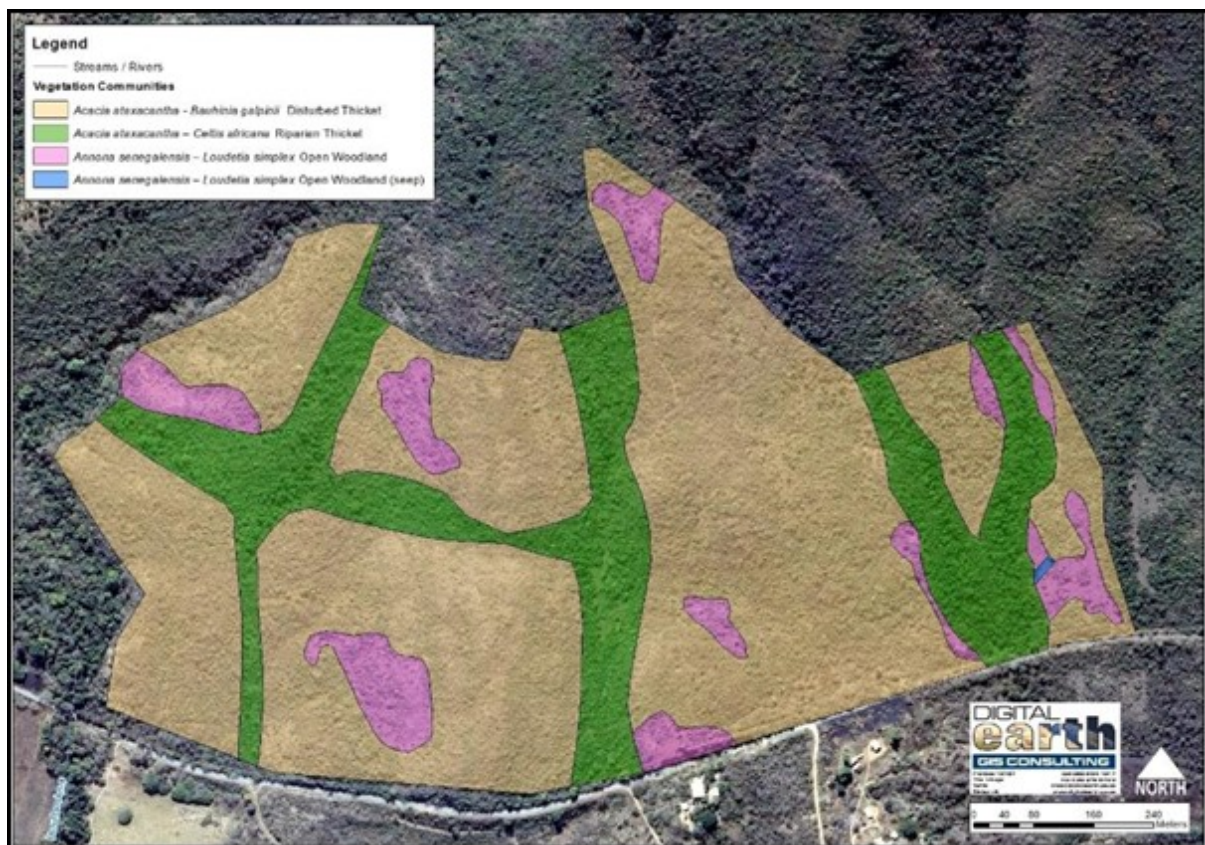 Legend
Streams / Rivers
Vegetation Communities
Acacia ataxacantha - Bauhinia galpinii Disturbed Thicket
Acacia ataxacantha – Celtis africana Riparian Thicket
Annona senegalensis – Loudetia simplex Open Woodland
Annona senegalensis – Loudetia simplex Open Woodland (seep)
DIGITAL
earth
GIS CONSULTING
NORTH
0 40 80 160 240
Meters